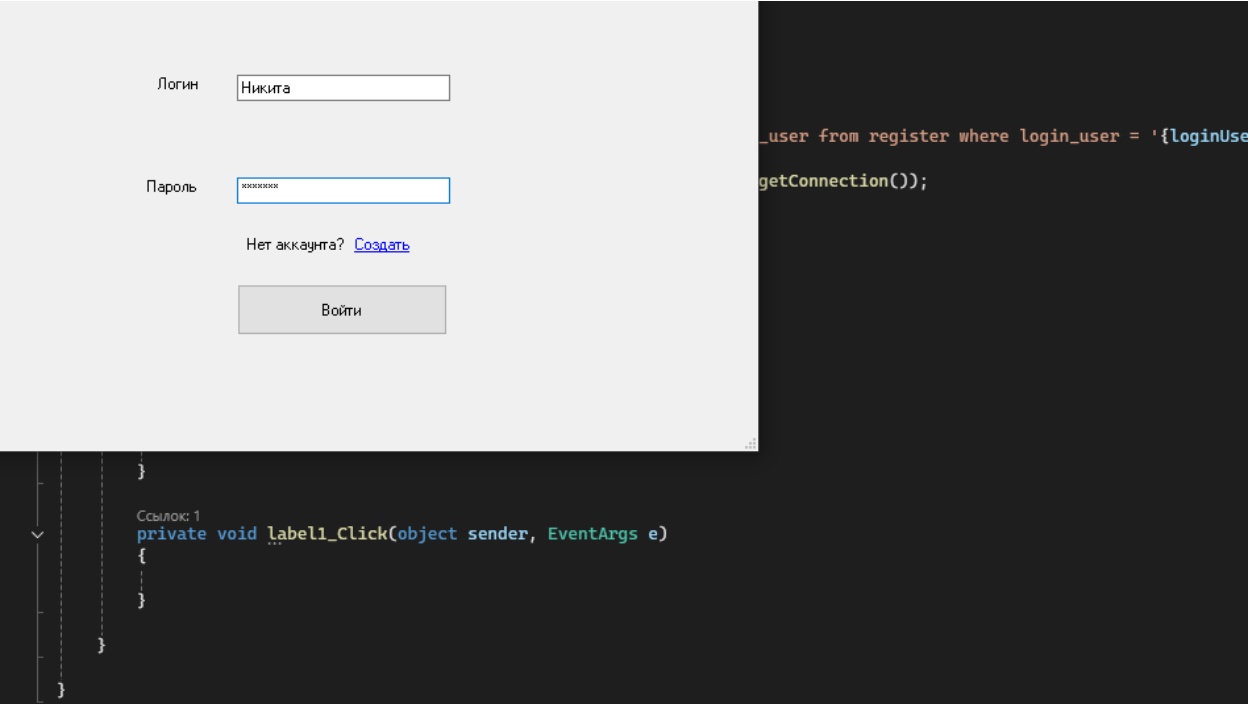 Логин
Никита
_user from register where login_user = '{loginUse
getConnection());
Пароль
*******
Нет аккаунта? Создать
Войти
}
Ссылок: 1
private void label1_Click(object sender, EventArgs e)
{
}
}
}